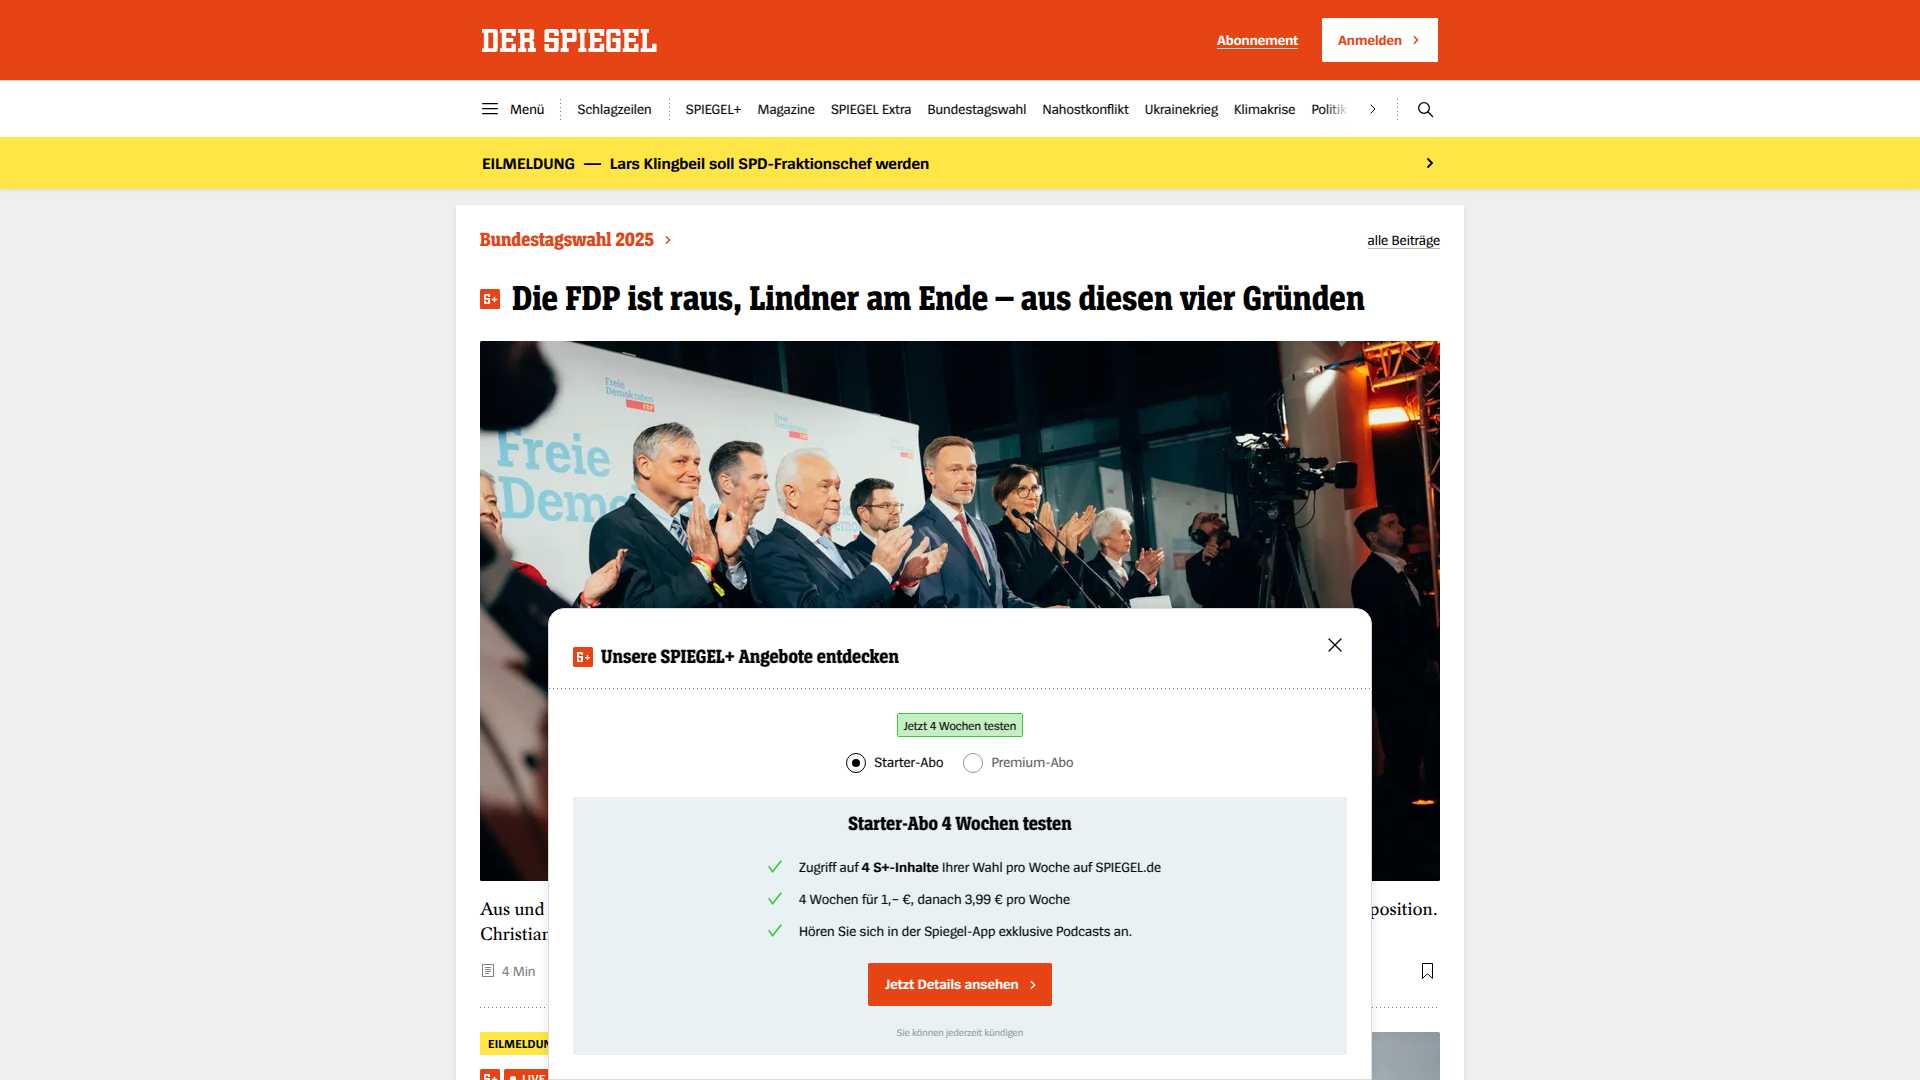 DER SPIEGEL
Abonnement
Anmelden
Menü
Schlagzeilen
SPIEGEL+
Magazine
SPIEGEL Extra
Bundestagswahl
Nahostkonflikt
Ukrainekrieg
Klimakrise
Politik
EILMELDUNG — Lars Klingbeil soll SPD-Fraktionschef werden
Bundestagswahl 2025
alle Beiträge
S+ Die FDP ist raus, Lindner am Ende – aus diesen vier Gründen
Freie
Demokraten
FDP
Freie
S+ Unsere SPIEGEL+ Angebote entdecken
Jetzt 4 Wochen testen
Starter-Abo
Premium-Abo
Starter-Abo 4 Wochen testen
Zugriff auf 4 S+-Inhalte Ihrer Wahl pro Woche auf SPIEGEL.de
4 Wochen für 1,– €, danach 3,99 € pro Woche
Hören Sie sich in der Spiegel-App exklusive Podcasts an.
Jetzt Details ansehen
Sie können jederzeit kündigen
Aus und
position.
Christian
4 Min
EILMELDUN
S+
LIVE